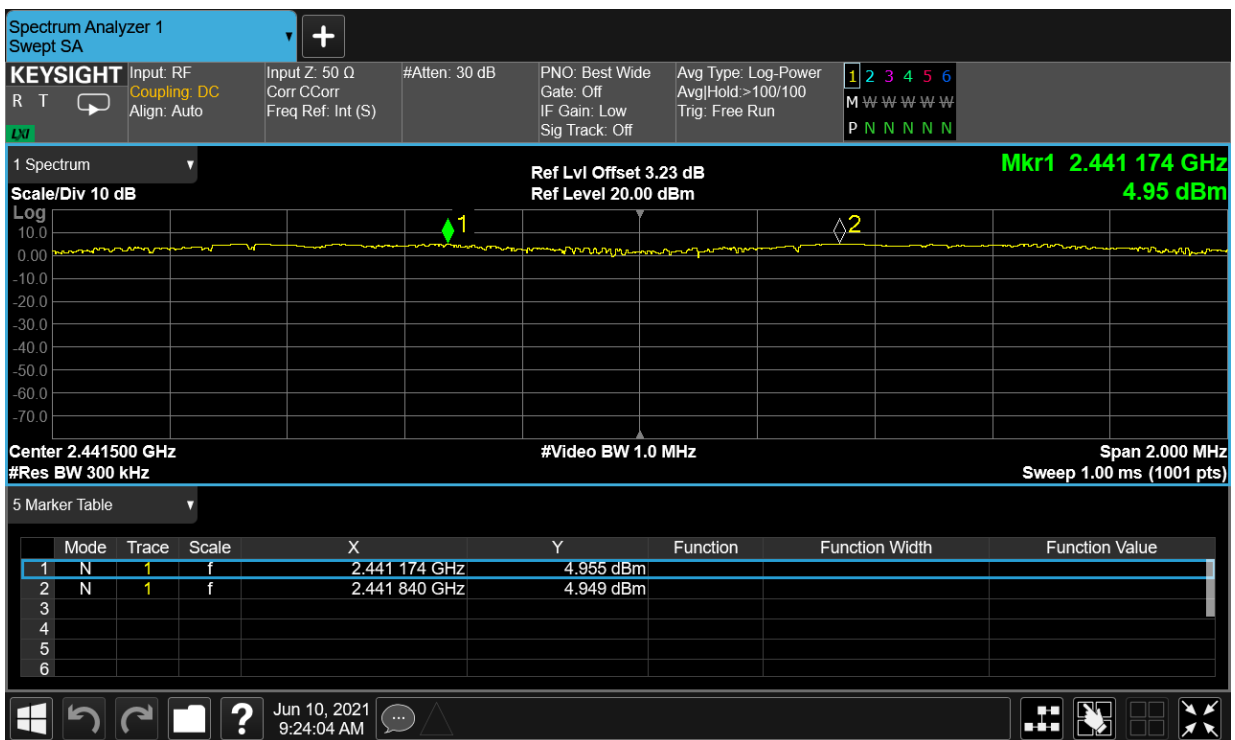 Spectrum Analyzer 1
Swept SA
KEYSIGHT
R T
LXI
Input: RF
Coupling: DC
Align: Auto
Input Z: 50 Ω
Corr CCorr
Freq Ref: Int (S)
#Atten: 30 dB
PNO: Best Wide
Gate: Off
IF Gain: Low
Sig Track: Off
Avg Type: Log-Power
Avg|Hold:>100/100
Trig: Free Run
1 2 3 4 5 6
M W W W W W
P N N N N N
1 Spectrum
Scale/Div 10 dB
Ref Lvl Offset 3.23 dB
Ref Level 20.00 dBm
Mkr1 2.441 174 GHz
4.95 dBm
Log
1
2
10.0
0.00
-10.0
-20.0
-30.0
-40.0
-50.0
-60.0
-70.0
Center 2.441500 GHz
#Res BW 300 kHz
#Video BW 1.0 MHz
Span 2.000 MHz
Sweep 1.00 ms (1001 pts)
5 Marker Table
Mode Trace Scale X Y Function Function Width Function Value
1 N 1 f 2.441 174 GHz 4.955 dBm
2 N 1 f 2.441 840 GHz 4.949 dBm
3
4
5
6
?
Jun 10, 2021
9:24:04 AM